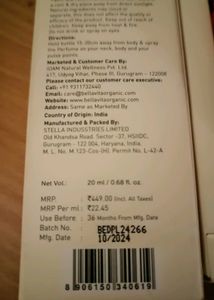 a cool & dry place away from direct sunlight.
Natural ingredients may cause
separate, this does not affect the safety
or efficacy of the product. Keep out of reach of
children. Keep away from heat & fire.
Do not drink or spray in eyes
Directions:
Hold bottle 15-20cm away from body & spray
the Perfume on your neck, body and your
pulse points.
Marketed & Customer Care By:
IDAM Natural Wellness Pvt. Ltd.
Udyog Vihar, Phase III, Gurugram - 122008
Please contact our customer care executive:
Call: +91 9311732440
Email:
care@bellavitaorganic.com
Website: www.bellavitaorganic.com
Address: Same as Marketed By
Country of Origin: India
Manufactured & Packed By:
STELLA INDUSTRIES LIMITED
Old Khandsa Road, Sector - 37, HSIIDC,
Gurugram - 122004, Haryana, India
M. L. No. M 123-Cos (H). Permit No. L-42-A
Net Vol.: 20 ml / 0.68 fl. oz.
MRP ₹449.00 (Incl. All Taxes)
MRP Per ml : ₹22.45
Use Before : 36 Months From Mfg. Date
Batch No. BEDPL24266
Mfg. Date 10/2024
8 906150 340619